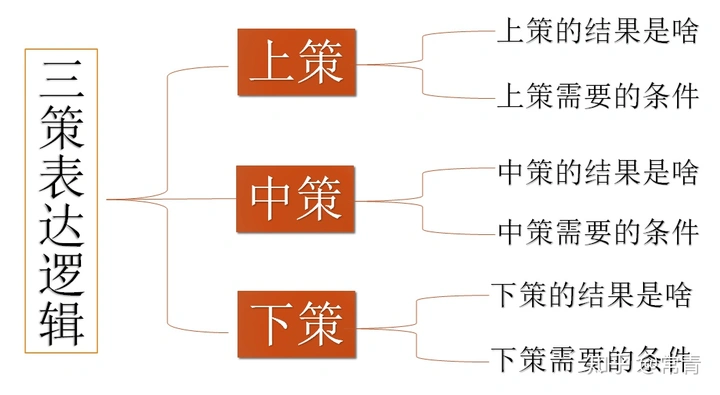 三策表达逻辑
上策
上策的结果是啥
上策需要的条件
中策
中策的结果是啥
中策需要的条件
下策
下策的结果是啥
下策需要的条件
知乎 @常青